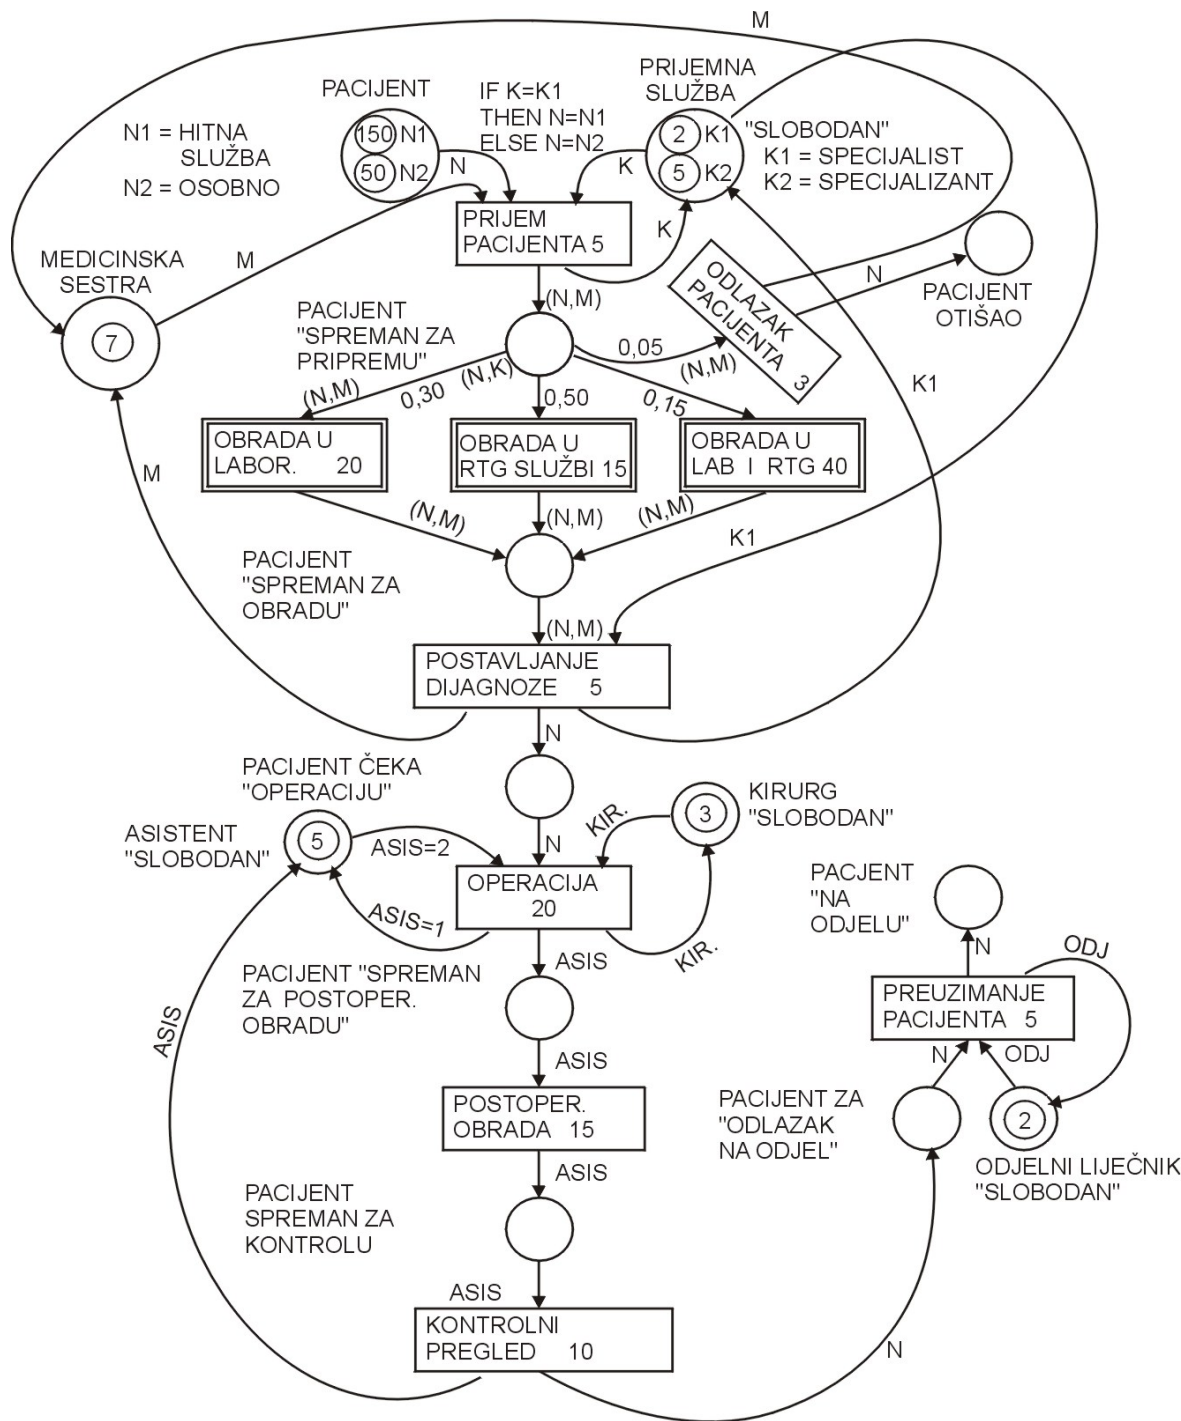 M
PACIJENT
IF K=K1
THEN N=N1
ELSE N=N2
PRIJEMNA
SLUŽBA
N1 = HITNA
SLUŽBA
N2 = OSOBNO
150 N1
50 N2
N
K
2 K1
5 K2
"SLOBODAN"
K1 = SPECIJALIST
K2 = SPECIJALIZANT
PRIJEM
PACIJENTA 5
K
MEDICINSKA
SESTRA
7
M
(N,M)
ODLAZAK
PACIJENTA 3
N
PACIJENT
OTIŠAO
PACIJENT
"SPREMAN ZA
PRIPREMU"
0,05
(N,M)
(N,M)
0,30
(N,K)
0,50
0,15
K1
OBRADA U
LABOR. 20
OBRADA U
RTG SLUŽBI 15
OBRADA U
LAB I RTG 40
M
(N,M)
(N,M)
(N,M)
K1
PACIJENT
"SPREMAN ZA
OBRADU"
(N,M)
POSTAVLJANJE
DIJAGNOZE 5
N
PACIJENT ČEKA
"OPERACIJU"
ASISTENT
"SLOBODAN"
5
ASIS=2
N
KIR.
3
KIRURG
"SLOBODAN"
OPERACIJA
20
ASIS=1
KIR.
PACIJENT "SPREMAN
ZA POSTOPER.
OBRADU"
ASIS
PACJENT
"NA
ODJELU"
N
ODJ
PREUZIMANJE
PACIJENTA 5
ASIS
ASIS
N
ODJ
POSTOPER.
OBRADA 15
PACIJENT ZA
"ODLAZAK
NA ODJEL"
2
ODJELNI LIJEČNIK
"SLOBODAN"
ASIS
PACIJENT
SPREMAN ZA
KONTROLU
ASIS
KONTROLNI
PREGLED 10
N